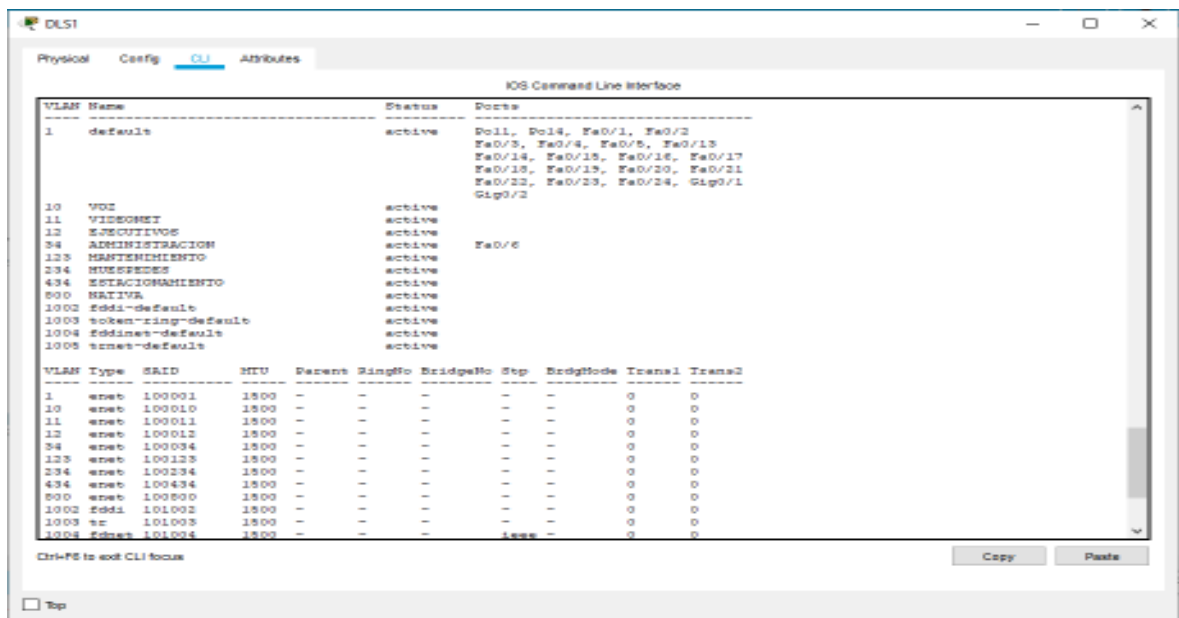 DLS1
Physical Config CLI Attributes
IOS Command Line Interface
VLAN Name Status Ports
1 default active Po11, Po14, Fa0/1, Fa0/2
Fa0/3, Fa0/4, Fa0/5, Fa0/13
Fa0/14, Fa0/15, Fa0/16, Fa0/17
Fa0/18, Fa0/19, Fa0/20, Fa0/21
Fa0/22, Fa0/23, Fa0/24, Gig0/1
Gig0/2
10 VOZ active
11 VIDEONET active
12 EJECUTIVOS active
34 ADMINISTRACION active Fa0/6
123 MANTENIMIENTO active
234 HUESPEDES active
434 ESTACIONAMIENTO active
800 NATIVA active
1002 fddi-default active
1003 token-ring-default active
1004 fddinet-default active
1005 trnet-default active
VLAN Type SAID MTU Parent RingNo BridgeNo Stp BrdgMode Trans1 Trans2
1 enet 100001 1500 - - - - - 0 0
10 enet 100010 1500 - - - - - 0 0
11 enet 100011 1500 - - - - - 0 0
12 enet 100012 1500 - - - - - 0 0
34 enet 100034 1500 - - - - - 0 0
123 enet 100123 1500 - - - - - 0 0
234 enet 100234 1500 - - - - - 0 0
434 enet 100434 1500 - - - - - 0 0
800 enet 100800 1500 - - - - - 0 0
1002 fddi 101002 1500 - - - - - 0 0
1003 tr 101003 1500 - - - - - 0 0
1004 fdnet 101004 1500 - - - ieee - 0 0
Ctrl+F6 to exit CLI focus
Copy Paste
Top